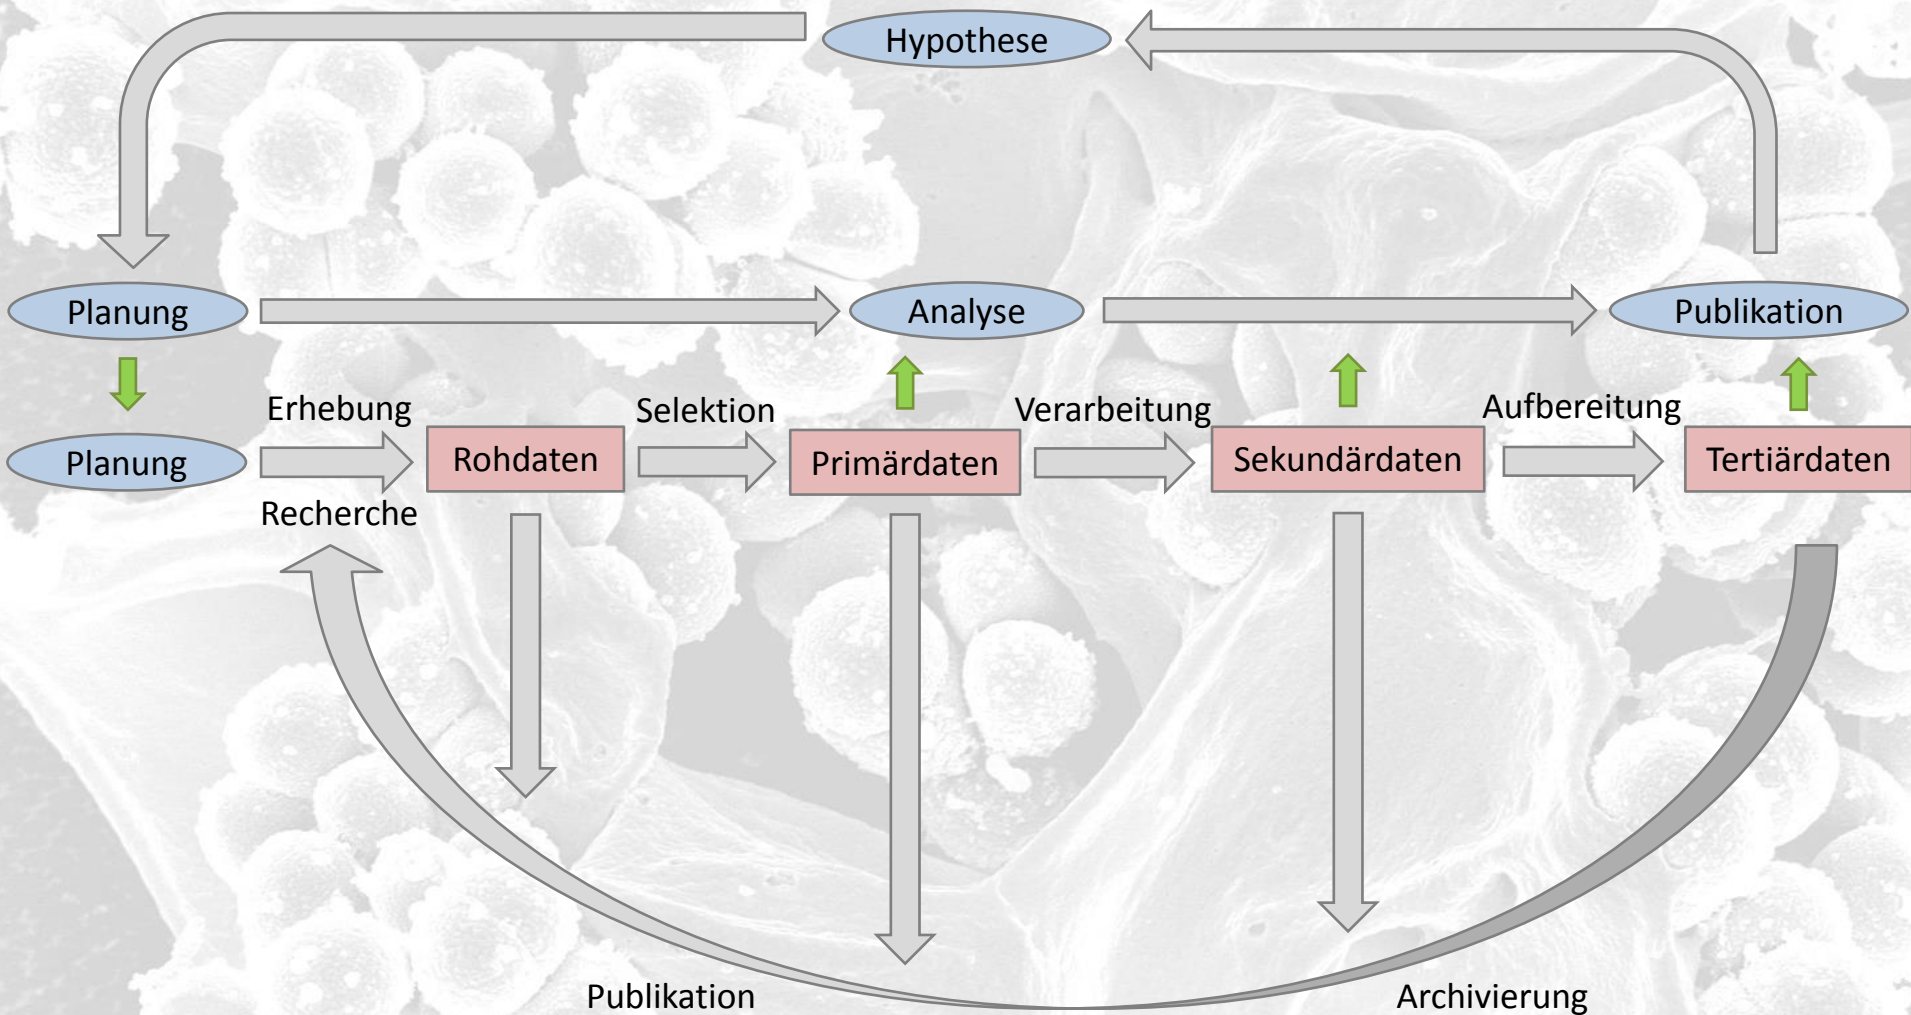 Hypothese
Planung
Analyse
Publikation
Erhebung
Selektion
Verarbeitung
Aufbereitung
Planung
Rohdaten
Primärdaten
Sekundärdaten
Tertiärdaten
Recherche
Publikation
Archivierung